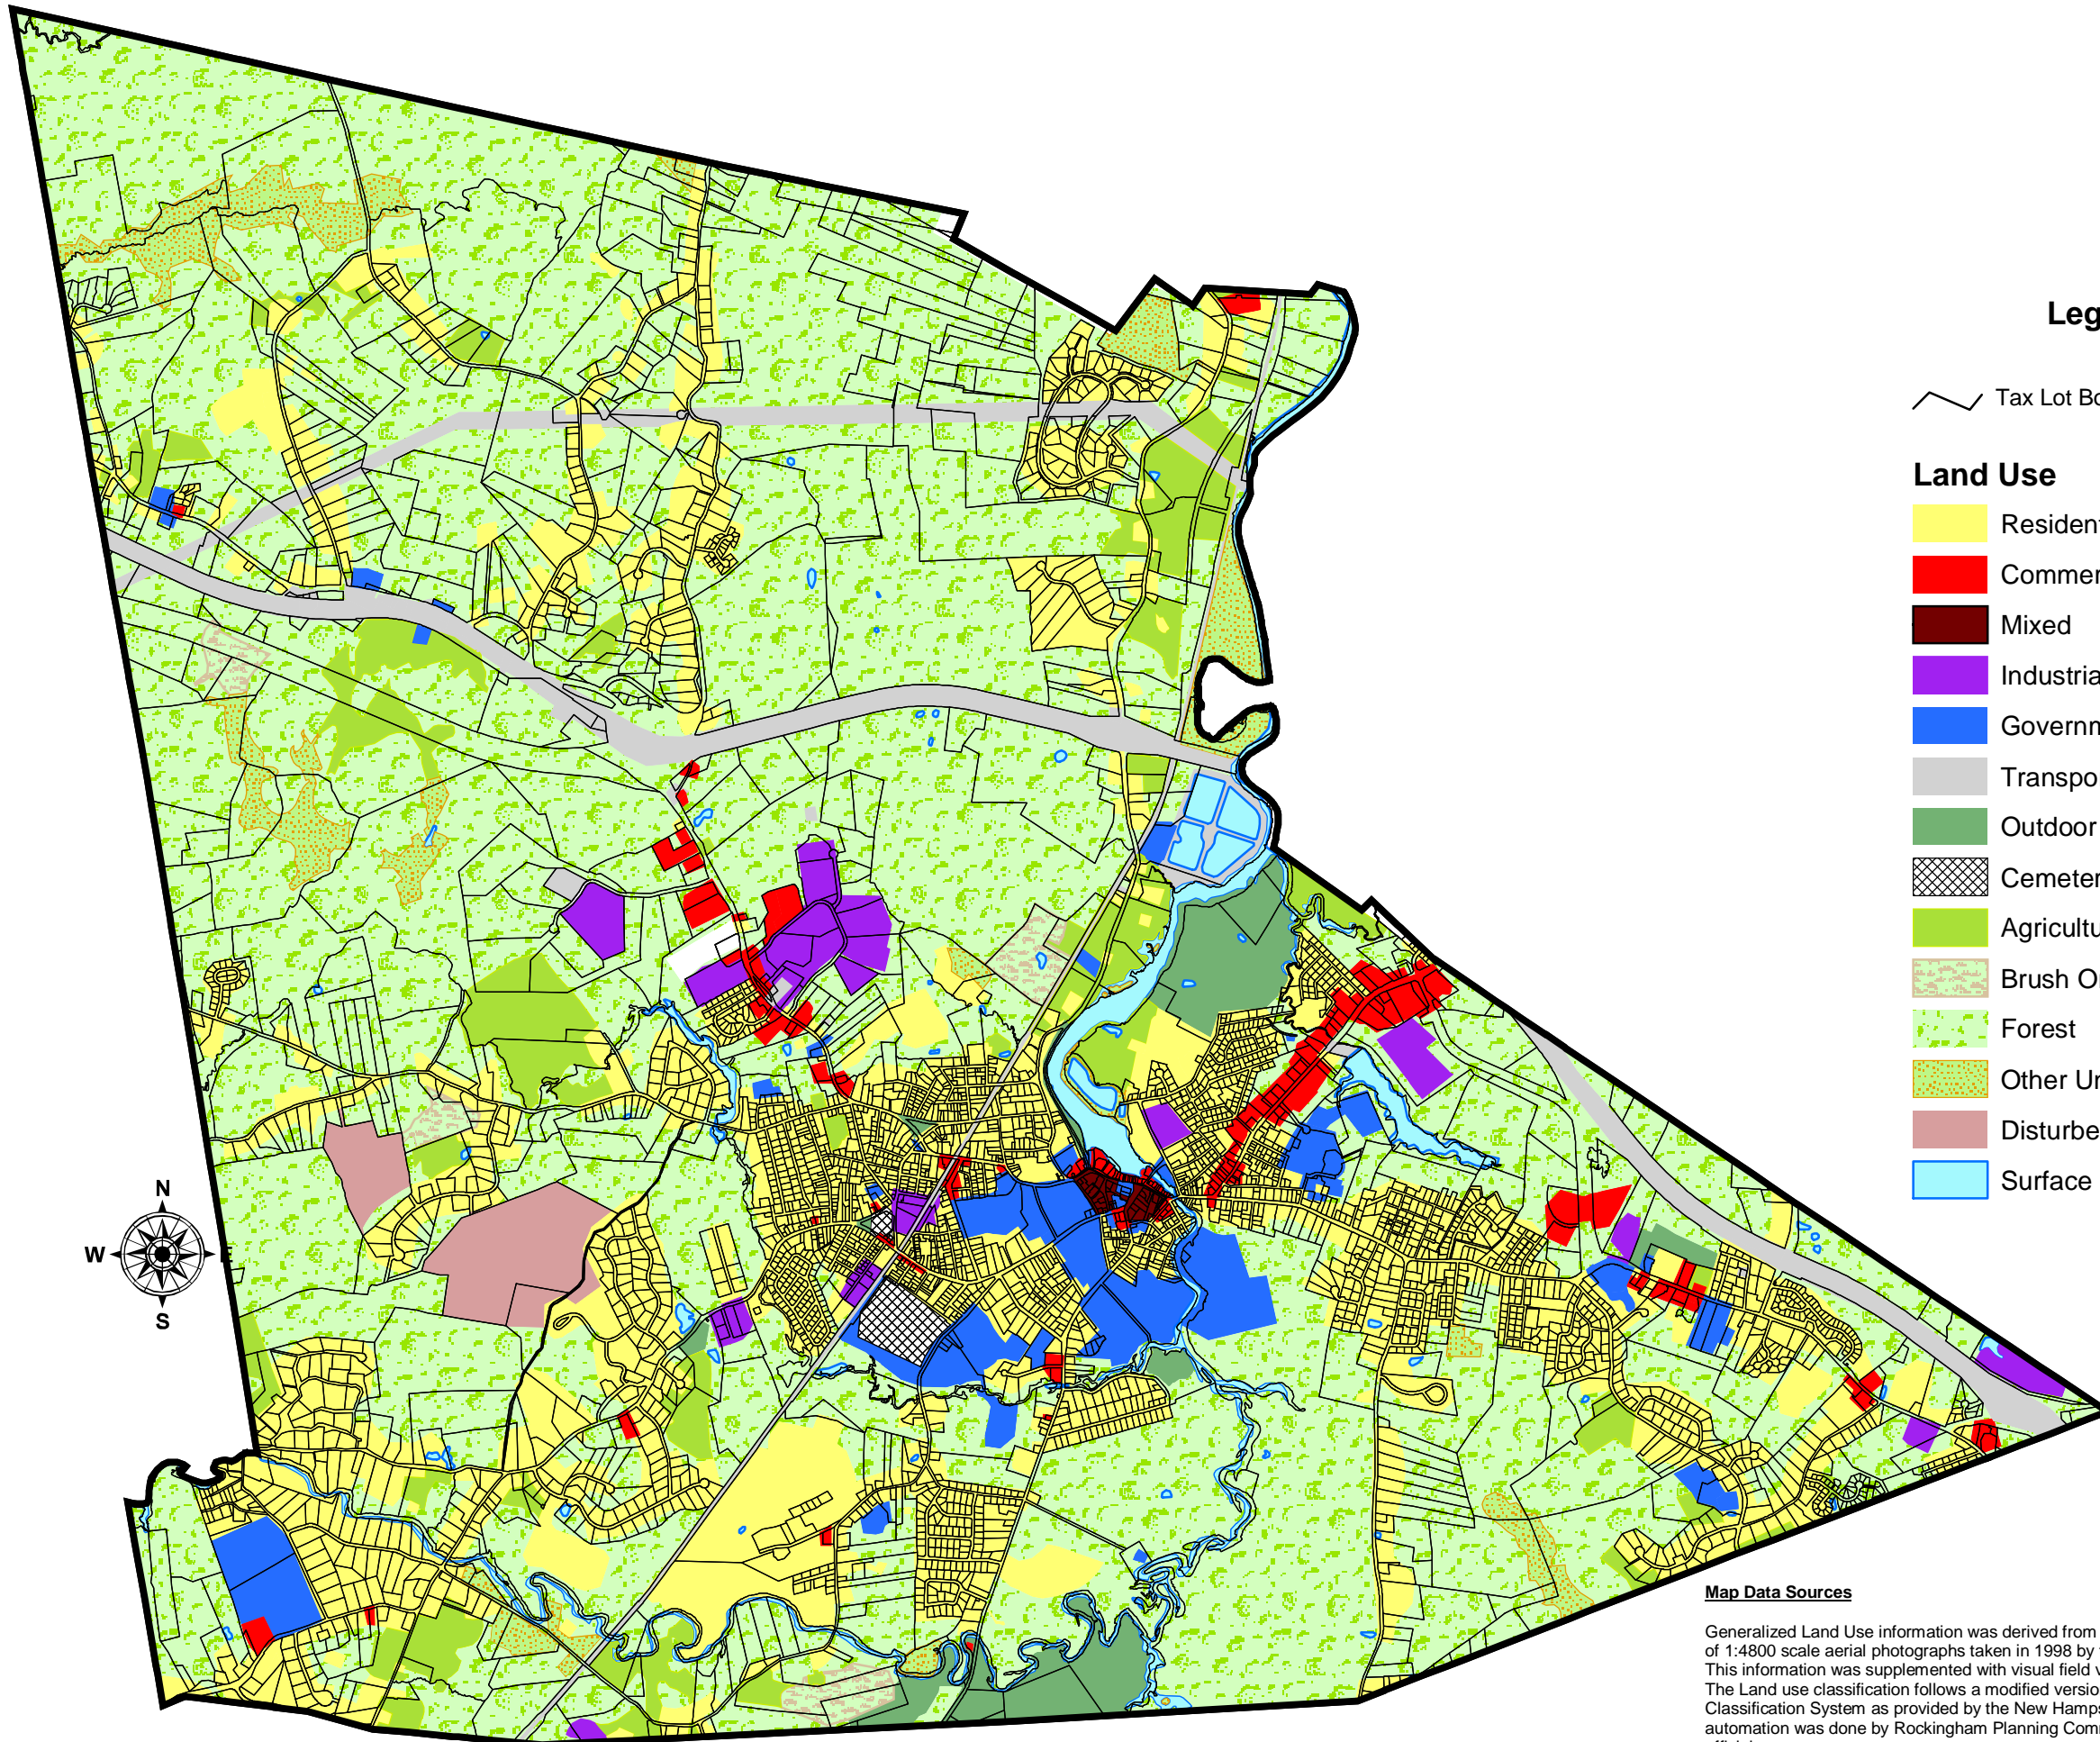 Leg
Tax Lot Bo
Land Use
Resident
Commer
Mixed
Industria
Governm
Transpo
Outdoor
Cemeter
Agricultu
Brush O
Forest
Other Un
Disturbe
Surface
N
W E
S
Map Data Sources
Generalized Land Use information was derived from
of 1:4800 scale aerial photographs taken in 1998 by
This information was supplemented with visual field v
The Land use classification follows a modified versio
Classification System as provided by the New Hamps
automation was done by Rockingham Planning Com